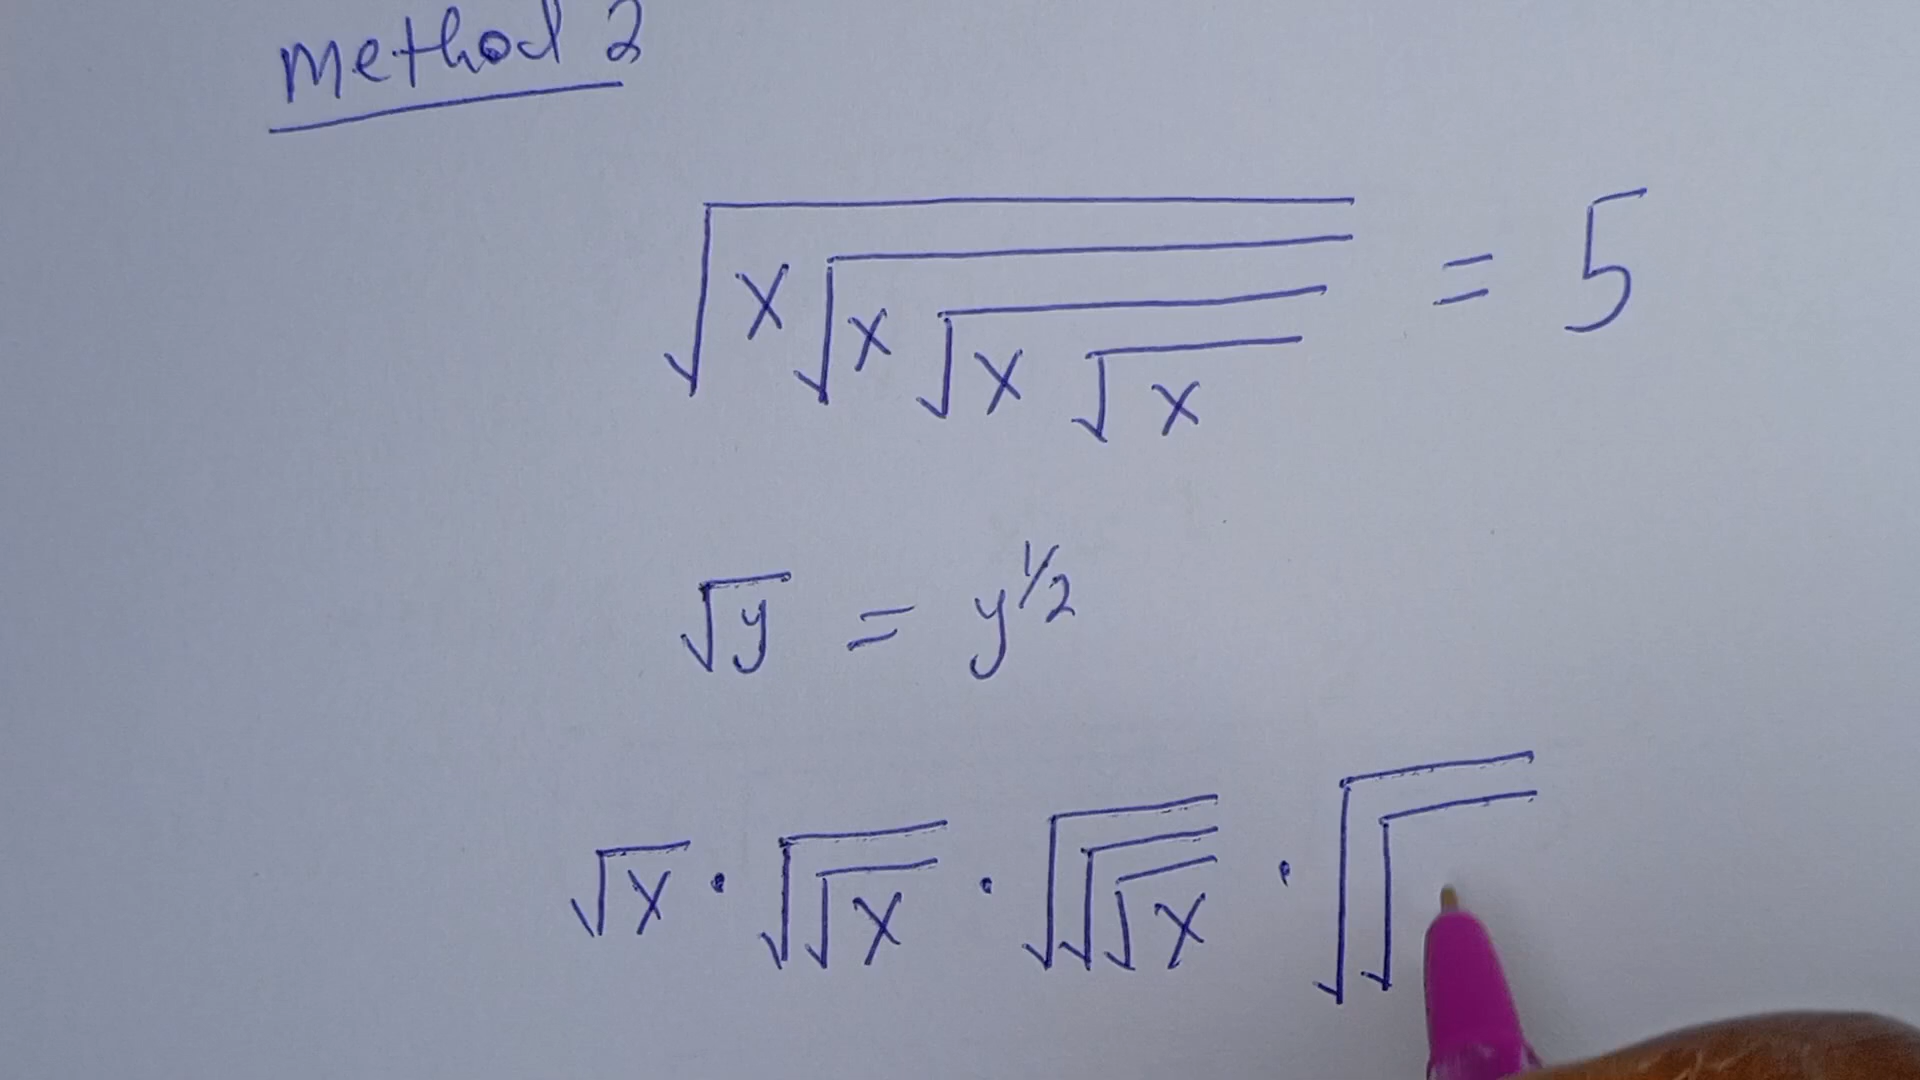 method 2
√(x√(x√(x√x))) = 5
√y = y^1/2
√x · √√x · √√√x · √√